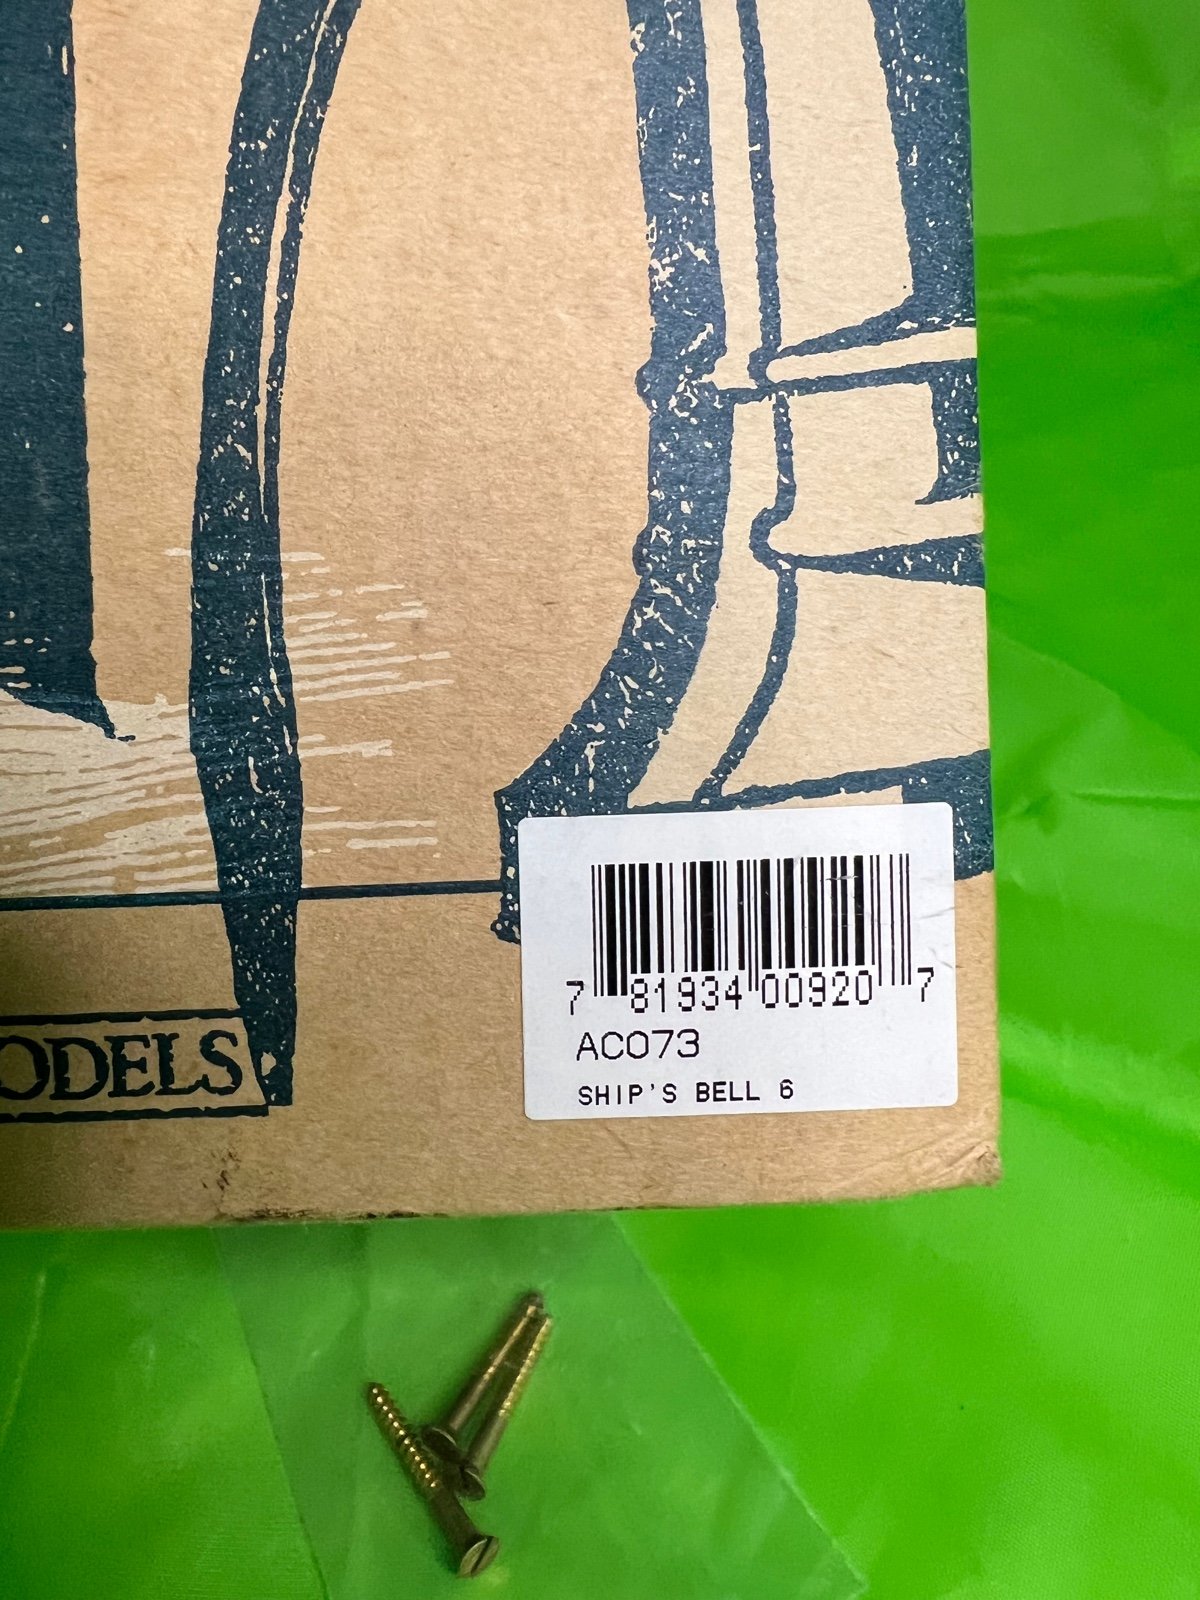 ODELS
7 81934 00920 7
AC073
SHIP'S BELL 6